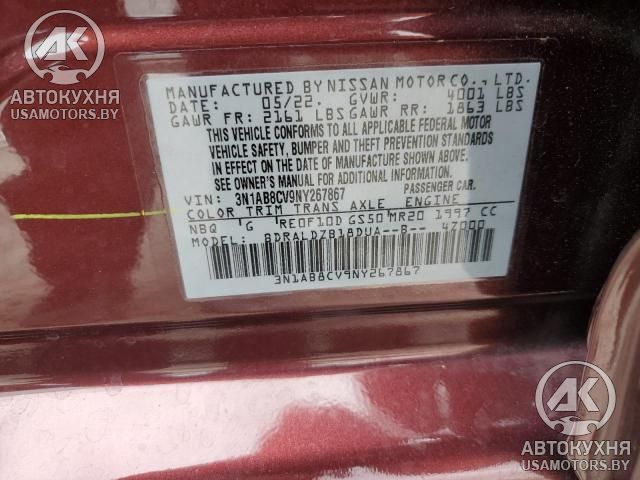 AK
АВТОКУХНЯ
USAMOTORS.BY
MANUFACTURED BY NISSAN MOTOR CO., LTD.
DATE: 05/22. GVWR: 4001 LBS
GAWR FR: 2161 LBS GAWR RR: 1863 LBS
THIS VEHICLE CONFORMS TO ALL APPLICABLE FEDERAL MOTOR
VEHICLE SAFETY, BUMPER AND THEFT PREVENTION STANDARDS
IN EFFECT ON THE DATE OF MANUFACTURE SHOWN ABOVE.
SEE OWNER'S MANUAL FOR ADDITIONAL INFORMATION.
VIN: 3N1AB8CV9NY267867 PASSENGER CAR.
COLOR TRIM TRANS AXLE ENGINE
NBQ G RE0F10D GS50 MR20 1997 CC
MODEL: BDRALDZB18DUA--B-- 4Z000
3N1AB8CV9NY267867
AK
АВТОКУХНЯ
USAMOTORS.BY